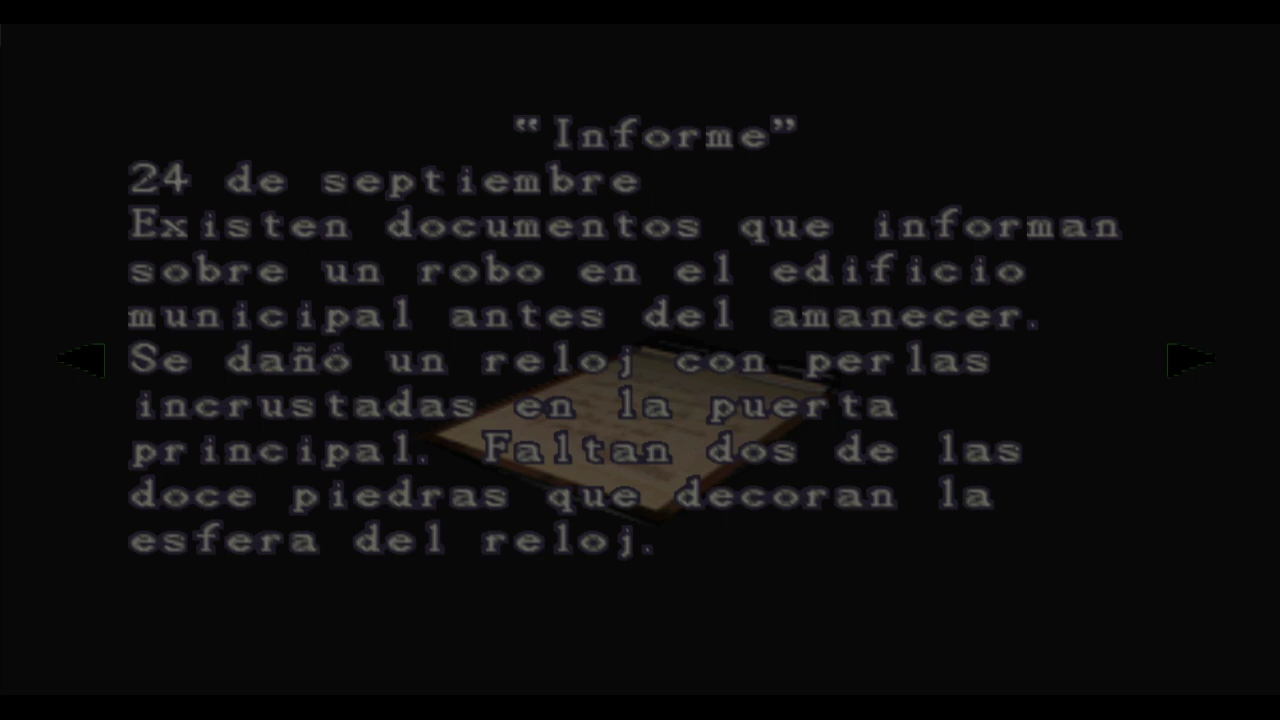 “Informe”
24 de septiembre
Existen documentos que informan
sobre un robo en el edificio
municipal antes del amanecer.
Se dañó un reloj con perlas
incrustadas en la puerta
principal. Faltan dos de las
doce piedras que decoran la
esfera del reloj.